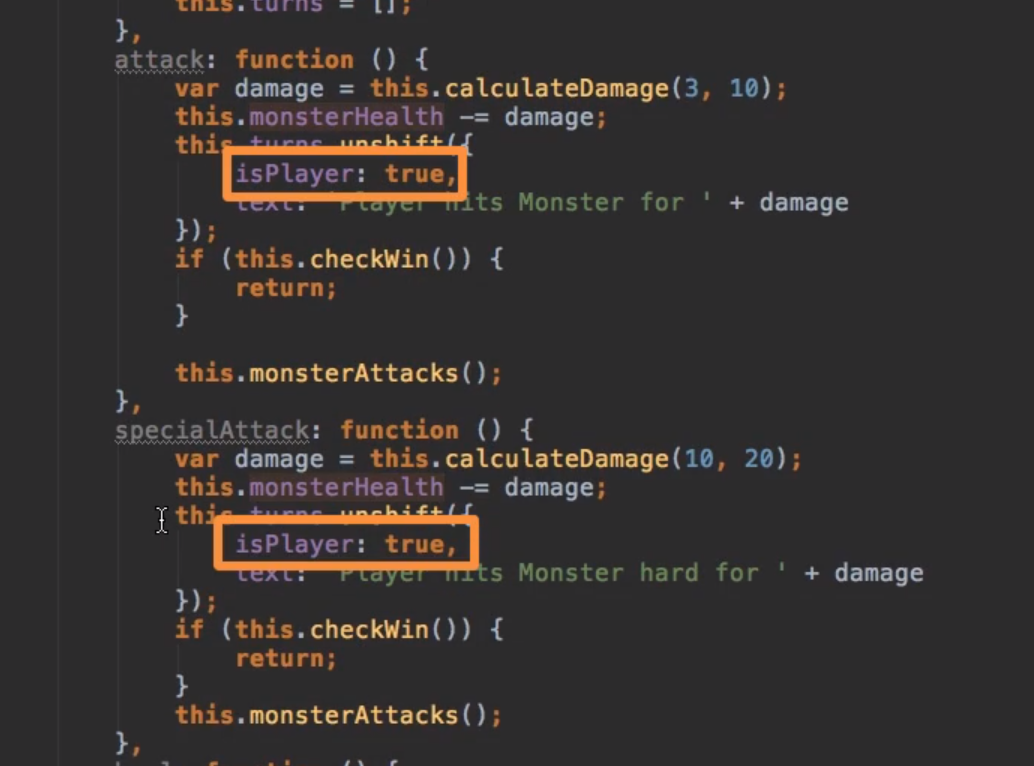 this.turns = [];
},
attack: function () {
var damage = this.calculateDamage(3, 10);
this.monsterHealth -= damage;
this.turns.unshift({
isPlayer: true,
text: 'Player hits Monster for ' + damage
});
if (this.checkWin()) {
return;
}
this.monsterAttacks();
},
specialAttack: function () {
var damage = this.calculateDamage(10, 20);
this.monsterHealth -= damage;
this.turns.unshift({
isPlayer: true,
text: 'Player hits Monster hard for ' + damage
});
if (this.checkWin()) {
return;
}
this.monsterAttacks();
},
function () {